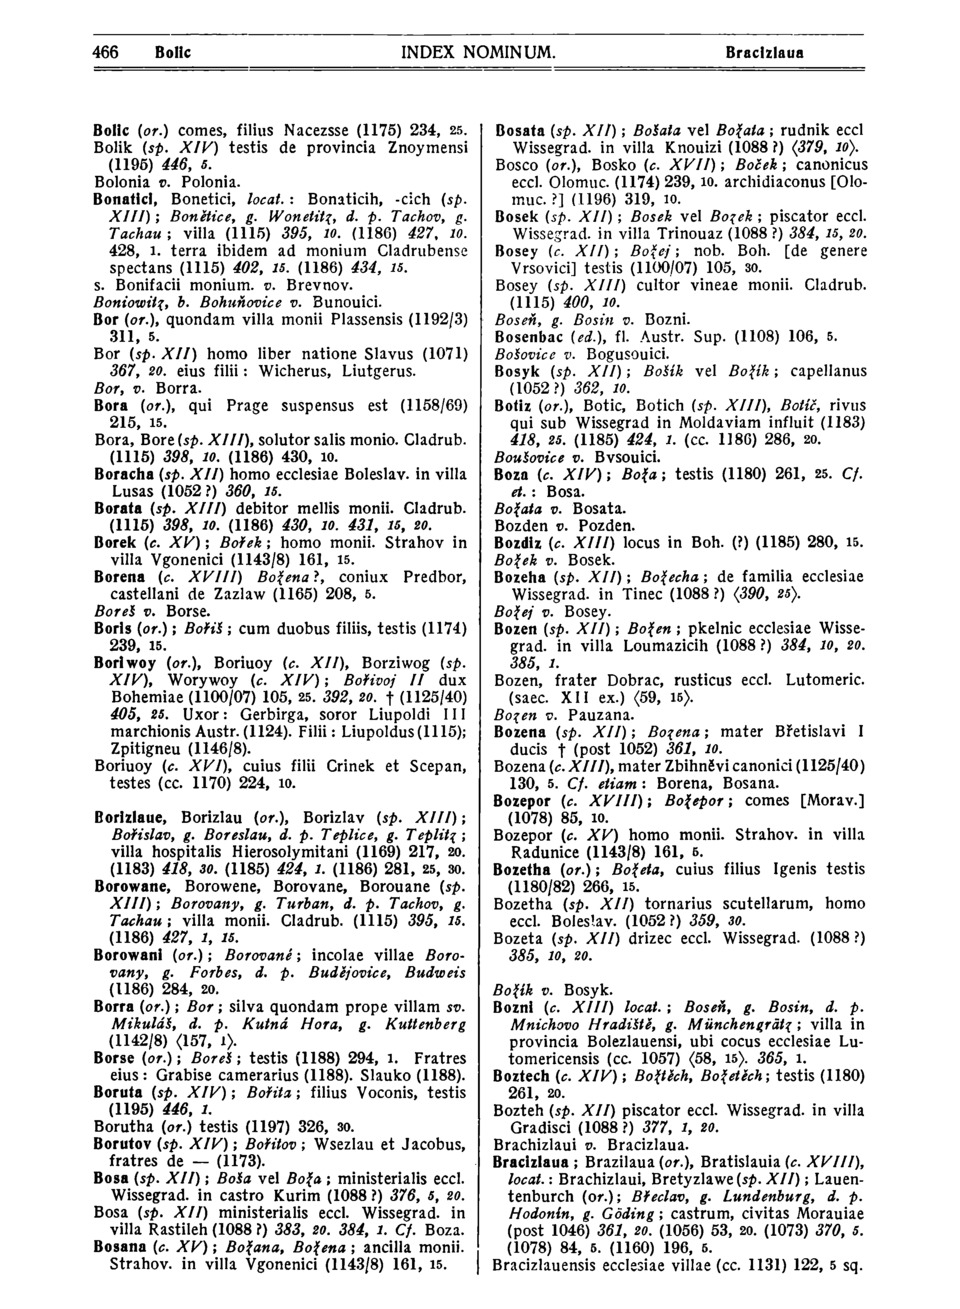 466 Bolic INDEX NOMINUM. Bracizlaua
Bolic (or.) comes, filius Nacezsse (1175) 234, 25.
Bolik (sp. XIV) testis de provincia Znoymensi
(1195) 446, 5.
Bolonia v. Polonia.
Bonatici, Bonetici, locat. : Bonaticih, -cich (sp.
XIII) ; Bonětice, g. Wonetitz, d. p. Tachov, g.
Tachau ; villa (1115) 395, 10. (1186) 427, 10.
428, 1. terra ibidem ad monium Cladrubense
spectans (1115) 402, 15. (1186) 434, 15.
s. Bonifacii monium. v. Brevnov.
Boniowitz, b. Bohuňovice v. Bunouici.
Bor (or.), quondam villa monii Plassensis (1192/3)
311, 5.
Bor (sp. XII) homo liber natione Slavus (1071)
367, 20. eius filii : Wicherus, Liutgerus.
Bor, v. Borra.
Bora (or.), qui Prage suspensus est (1158/69)
215, 15.
Bora, Bore (sp. XIII), solutor salis monio. Cladrub.
(1115) 398, 10. (1186) 430, 10.
Boracha (sp. XII) homo ecclesiae Boleslav. in villa
Lusas (1052 ?) 360, 15.
Borata (sp. XIII) debitor mellis monii. Cladrub.
(1115) 398, 10. (1186) 430, 10. 431, 15, 20.
Borek (c. XV) ; Bořek ; homo monii. Strahov in
villa Vgonenici (1143/8) 161, 15.
Borena (c. XVIII) Božena ?, coniux Predbor,
castellani de Zazlaw (1165) 208, 5.
Boreš v. Borse.
Boris (or.) ; Bořiš ; cum duobus filiis, testis (1174)
239, 15.
Boriwoy (or.), Boriuoy (c. XII), Borziwog (sp.
XIV), Worywoy (c. XIV) ; Bořivoj II dux
Bohemiae (1100/07) 105, 25. 392, 20. † (1125/40)
405, 25. Uxor : Gerbirga, soror Liupoldi III
marchionis Austr. (1124). Filii : Liupoldus (1115);
Zpitigneu (1146/8).
Boriuoy (c. XVI), cuius filii Crinek et Scepan,
testes (cc. 1170) 224, 10.
Borizlaue, Borizlau (or.), Borizlav (sp. XIII) ;
Bořislav, g. Boreslau, d. p. Teplice, g. Teplitz ;
villa hospitalis Hierosolymitani (1169) 217, 20.
(1183) 418, 30. (1185) 424, 1. (1186) 281, 25, 30.
Borowane, Borowene, Borovane, Borouane (sp.
XIII) ; Borovany, g. Turban, d. p. Tachov, g.
Tachau ; villa monii. Cladrub. (1115) 395, 15.
(1186) 427, 1, 15.
Borowani (or.) ; Borované ; incolae villae Boro-
vany, g. Forbes, d. p. Budějovice, Budweis
(1186) 284, 20.
Borra (or.) ; Bor ; silva quondam prope villam sv.
Mikuláš, d. p. Kutná Hora, g. Kuttenberg
(1142/8) ⟨157, 1⟩.
Borse (or.) ; Boreš ; testis (1188) 294, 1. Fratres
eius : Grabise camerarius (1188). Slauko (1188).
Boruta (sp. XIV) ; Bořita ; filius Voconis, testis
(1195) 446, 1.
Borutha (or.) testis (1197) 326, 30.
Borutov (sp. XIV) ; Bořitov ; Wsezlau et Jacobus,
fratres de — (1173).
Bosa (sp. XII) ; Boša vel Boža ; ministerialis eccl.
Wissegrad. in castro Kurim (1088 ?) 376, 5, 20.
Bosa (sp. XII) ministerialis eccl. Wissegrad. in
villa Rastileh (1088 ?) 383, 20. 384, 1. Cf. Boza.
Bosana (c. XV) ; Božana, Božena ; ancilla monii.
Strahov. in villa Vgonenici (1143/8) 161, 15.
Bosata (sp. XII) ; Bošata vel Božata ; rudnik eccl
Wissegrad. in villa Knouizi (1088 ?) ⟨379, 10⟩.
Bosco (or.), Bosko (c. XVII) ; Boček ; canonicus
eccl. Olomuc. (1174) 239, 10. archidiaconus [Olo-
muc. ?] (1196) 319, 10.
Bosek (sp. XII) ; Bosek vel Bozek ; piscator eccl.
Wissegrad. in villa Trinouaz (1088 ?) 384, 15, 20.
Bosey (c. XII) ; Božej ; nob. Boh. [de genere
Vrsovici] testis (1100/07) 105, 30.
Bosey (sp. XIII) cultor vineae monii. Cladrub.
(1115) 400, 10.
Boseň, g. Bosin v. Bozni.
Bosenbac (ed.), fl. Austr. Sup. (1108) 106, 5.
Bošovice v. Bogusouici.
Bosyk (sp. XII) ; Bošík vel Božík ; capellanus
(1052 ?) 362, 10.
Botiz (or.), Botic, Botich (sp. XIII), Botič, rivus
qui sub Wissegrad in Moldaviam influit (1183)
418, 25. (1185) 424, 1. (cc. 1186) 286, 20.
Boušovice v. Bvsouici.
Boza (c. XIV) ; Boža ; testis (1180) 261, 25. Cf.
et. : Bosa.
Božata v. Bosata.
Bozden v. Pozden.
Bozdiz (c. XIII) locus in Boh. (?) (1185) 280, 15.
Božek v. Bosek.
Bozeha (sp. XII) ; Božecha ; de familia ecclesiae
Wissegrad. in Tinec (1088 ?) ⟨390, 25⟩.
Božej v. Bosey.
Bozen (sp. XII) ; Božen ; pkelnic ecclesiae Wisse-
grad. in villa Loumazicih (1088 ?) 384, 10, 20.
385, 1.
Bozen, frater Dobrac, rusticus eccl. Lutomeric.
(saec. XII ex.) ⟨59, 15⟩.
Bozen v. Pauzana.
Bozena (sp. XII) ; Bozena ; mater Břetislavi I
ducis † (post 1052) 361, 10.
Bozena (c. XIII), mater Zbihněvi canonici (1125/40)
130, 5. Cf. etiam : Borena, Bosana.
Bozepor (c. XVIII) ; Božepor ; comes [Morav.]
(1078) 85, 10.
Bozepor (c. XV) homo monii. Strahov. in villa
Radunice (1143/8) 161, 5.
Bozetha (or.) ; Božeta, cuius filius Igenis testis
(1180/82) 266, 15.
Bozetha (sp. XII) tornarius scutellarum, homo
eccl. Boleslav. (1052 ?) 359, 30.
Bozeta (sp. XII) drizec eccl. Wissegrad. (1088 ?)
385, 10, 20.
Božík v. Bosyk.
Bozni (c. XIII) locat. ; Boseň, g. Bosin, d. p.
Mnichovo Hradiště, g. Münchengrätz ; villa in
provincia Bolezlauensi, ubi cocus ecclesiae Lu-
tomericensis (cc. 1057) ⟨58, 15⟩. 365, 1.
Boztech (c. XIV) ; Božtěch, Božetěch ; testis (1180)
261, 20.
Bozteh (sp. XII) piscator eccl. Wissegrad. in villa
Gradisci (1088 ?) 377, 1, 20.
Brachizlaui v. Bracizlaua.
Bracizlaua ; Brazilaua (or.), Bratislauia (c. XVIII),
locat. : Brachizlaui, Bretyzlawe (sp. XII) ; Lauen-
tenburch (or.) ; Břeclav, g. Lundenburg, d. p.
Hodonín, g. Göding ; castrum, civitas Morauiae
(post 1046) 361, 20. (1056) 53, 20. (1073) 370, 5.
(1078) 84, 5. (1160) 196, 5.
Bracizlauensis ecclesiae villae (cc. 1131) 122, 5 sq.